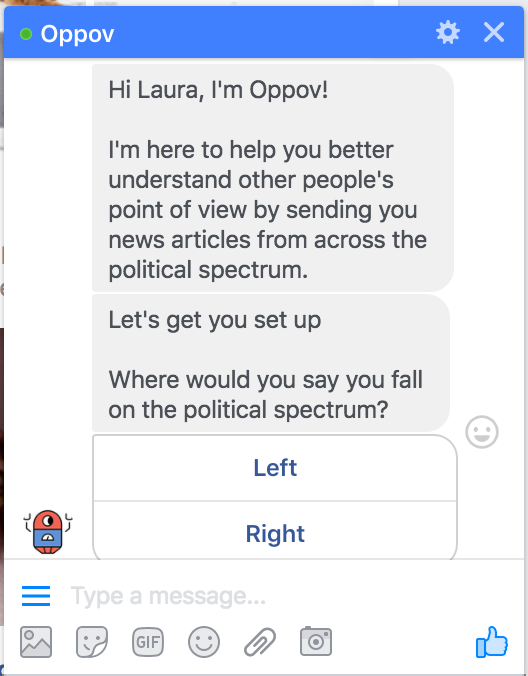 Oppov
Hi Laura, I'm Oppov!
I'm here to help you better
understand other people's
point of view by sending you
news articles from across the
political spectrum.
Let's get you set up
Where would you say you fall
on the political spectrum?
Left
Right
Type a message...
GIF